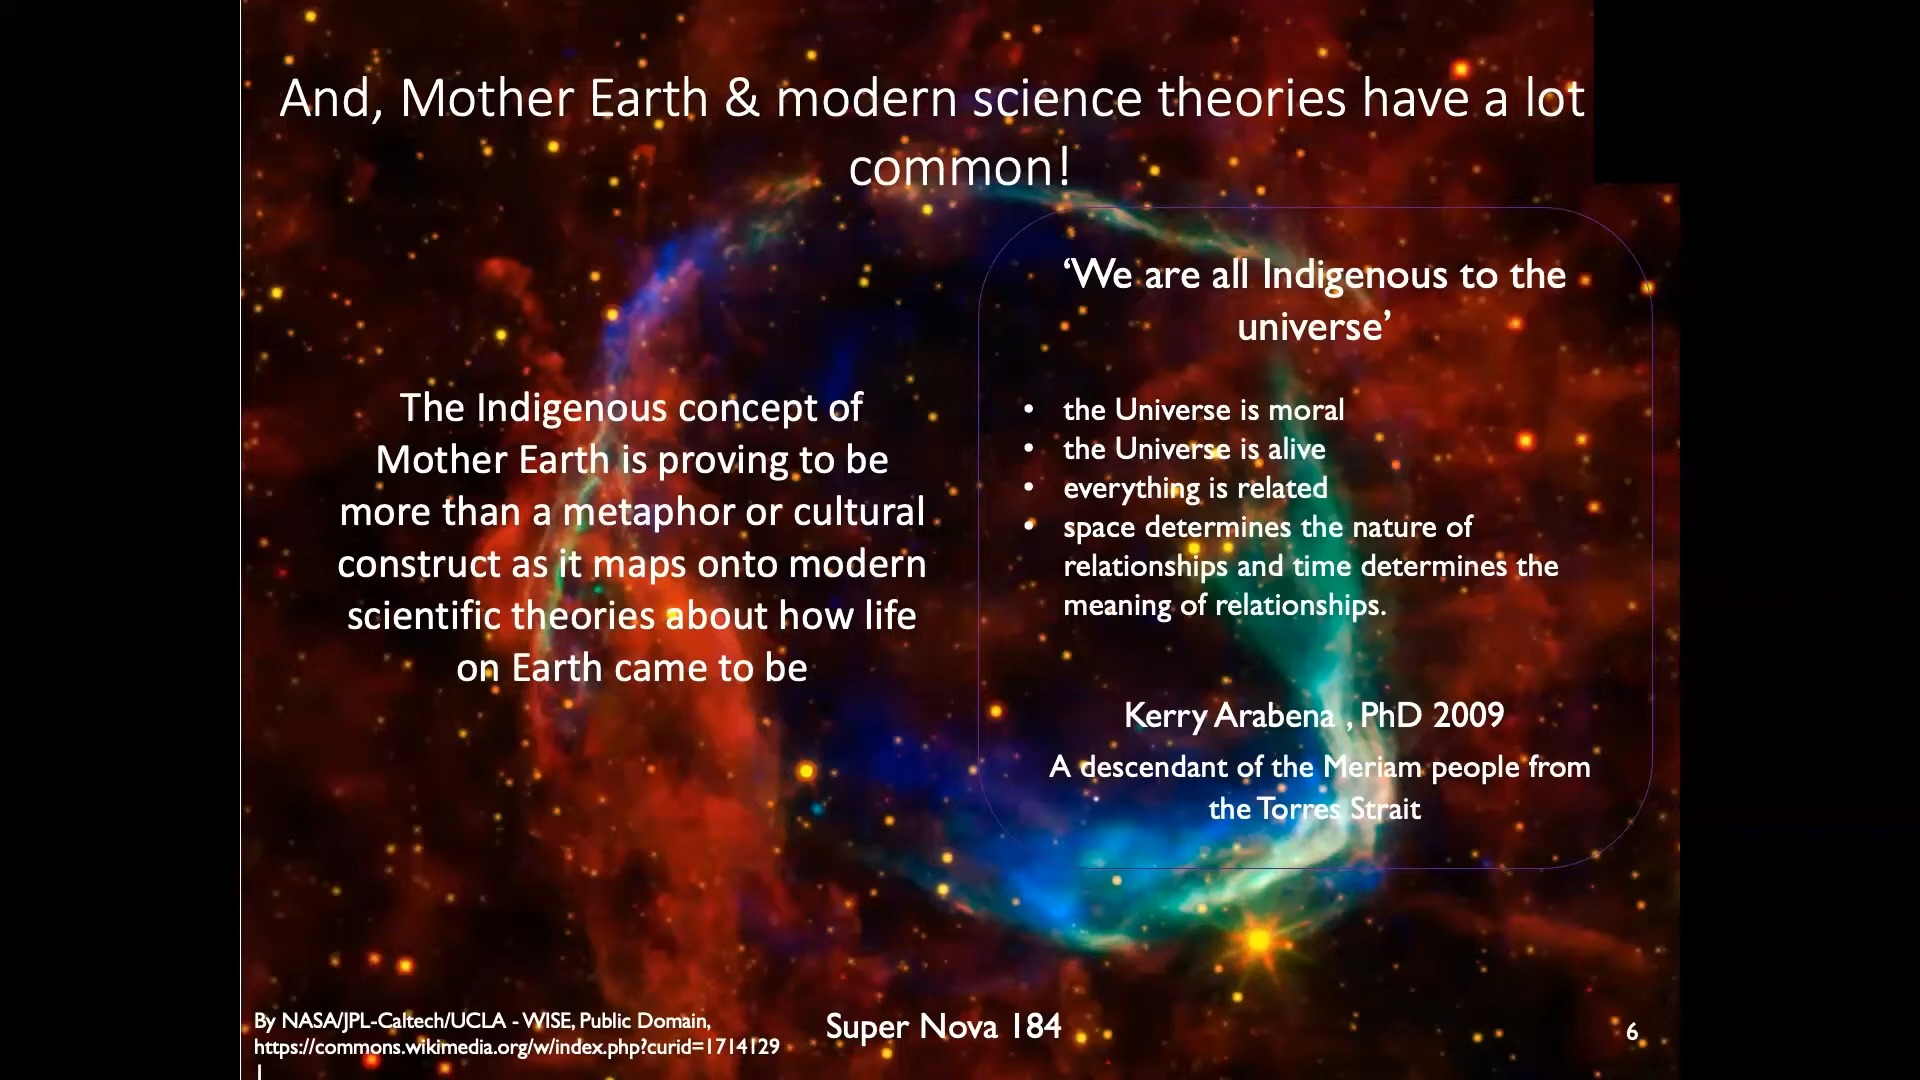 And, Mother Earth & modern science theories have a lot
common!
The Indigenous concept of
Mother Earth is proving to be
more than a metaphor or cultural
construct as it maps onto modern
scientific theories about how life
on Earth came to be
‘We are all Indigenous to the
universe’
• the Universe is moral
• the Universe is alive
• everything is related
• space determines the nature of
relationships and time determines the
meaning of relationships.
Kerry Arabena , PhD 2009
A descendant of the Meriam people from
the Torres Strait
By NASA/JPL-Caltech/UCLA - WISE, Public Domain,
https://commons.wikimedia.org/w/index.php?curid=1714129
1
Super Nova 184
6